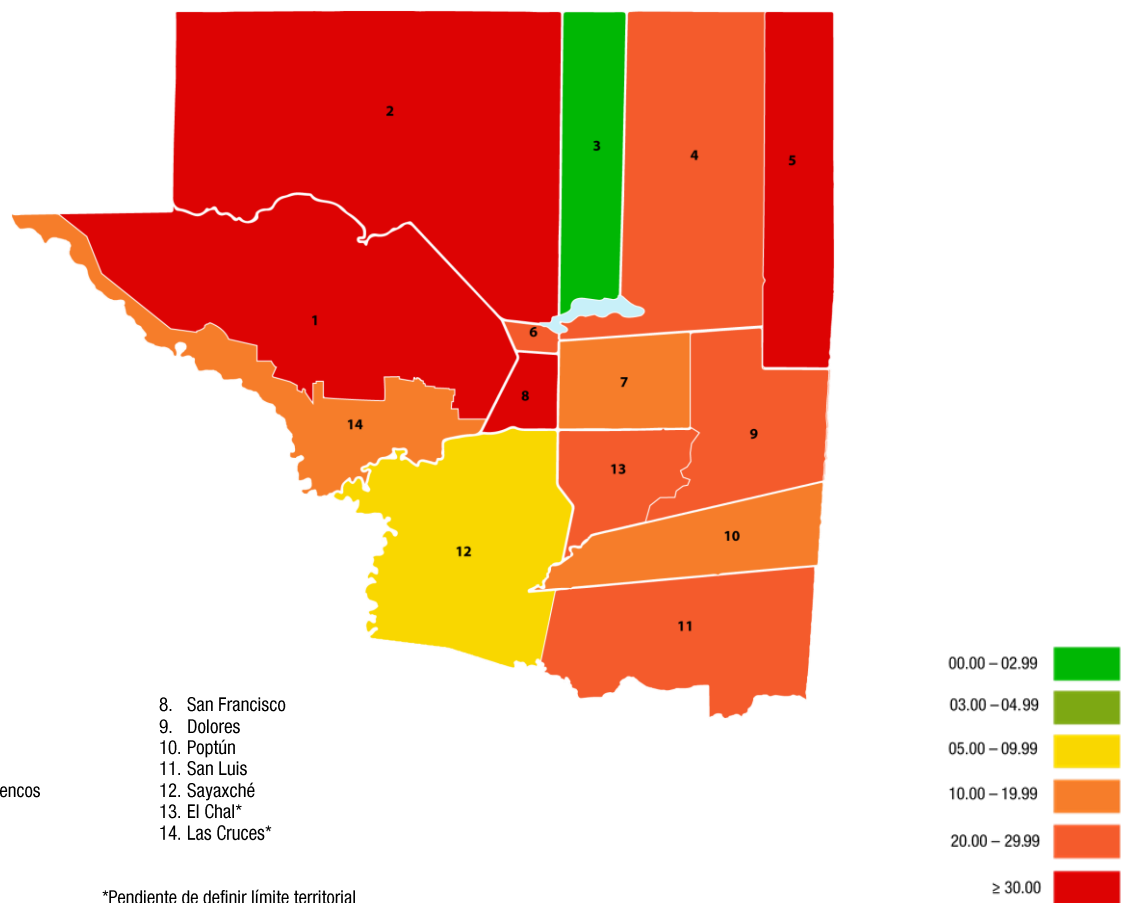 2
3
4
5
1
6
7
8
14
9
13
10
12
11
00.00 – 02.99
03.00 – 04.99
05.00 – 09.99
10.00 – 19.99
20.00 – 29.99
≥ 30.00
8. San Francisco
9. Dolores
10. Poptún
11. San Luis
encos
12. Sayaxché
13. El Chal*
14. Las Cruces*
*Pendiente de definir límite territorial